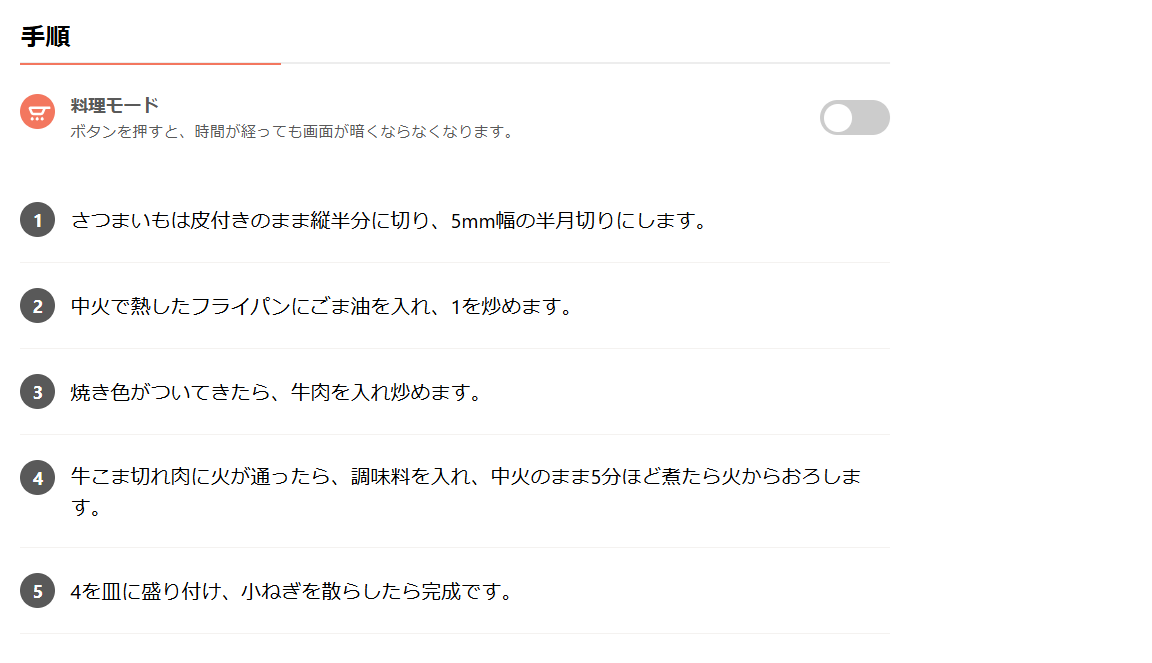 手順
料理モード
ボタンを押すと、時間が経っても画面が暗くならなくなります。
1 さつまいもは皮付きのまま縦半分に切り、5mm幅の半月切りにします。
2 中火で熱したフライパンにごま油を入れ、1を炒めます。
3 焼き色がついてきたら、牛肉を入れ炒めます。
4 牛こま切れ肉に火が通ったら、調味料を入れ、中火のまま5分ほど煮たら火からおろしま
す。
5 4を皿に盛り付け、小ねぎを散らしたら完成です。